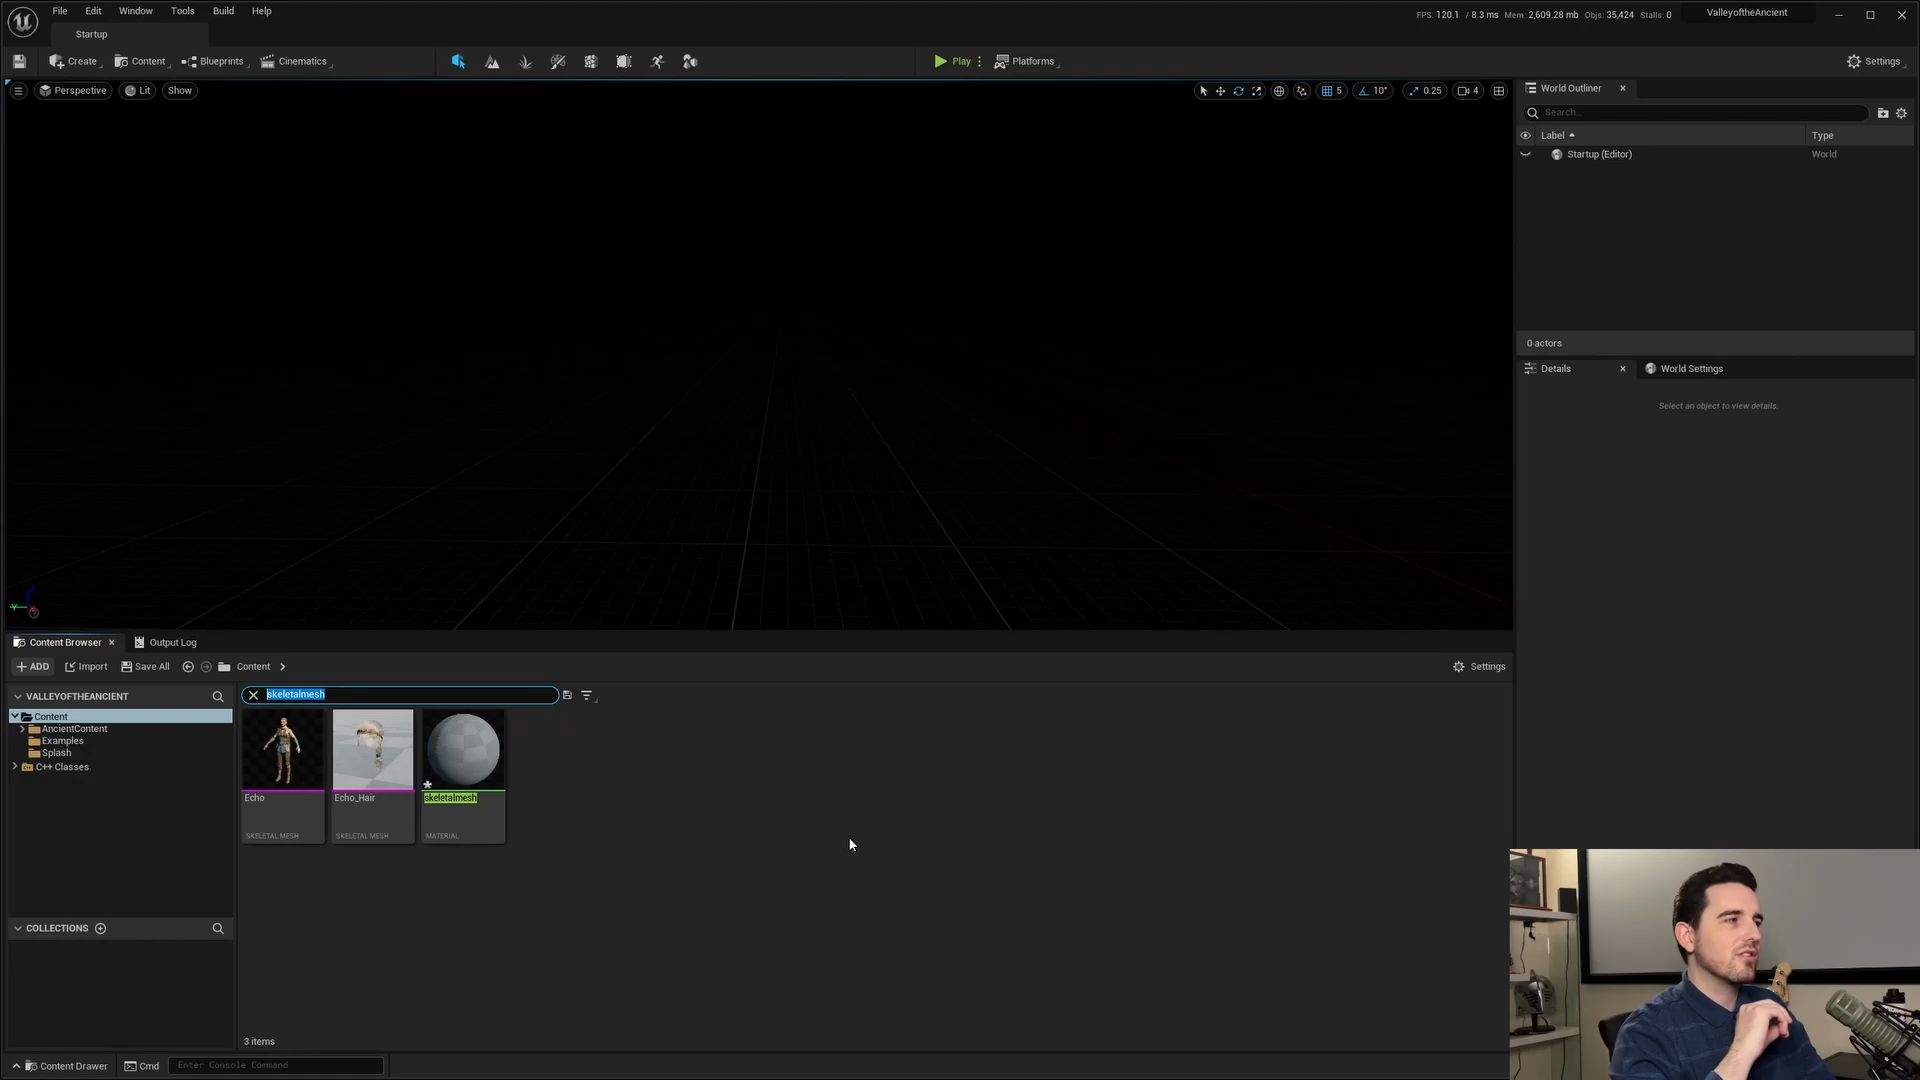 File Edit Window Tools Build Help
FPS: 120.1 / 8.3 ms Mem: 2,609.28 mb Objs: 35,424 Stalls: 0
ValleyoftheAncient
Startup
Create Content Blueprints Cinematics
Play Platforms
Settings
Perspective Lit Show
5 10° 0.25 4
World Outliner
Search...
Label Type
Startup (Editor) World
0 actors
Details World Settings
Select an object to view details.
Content Browser Output Log
+ ADD Import Save All Content
Settings
VALLEYOFTHEANCIENT
skeletalmesh
Content
AncientContent
Examples
Splash
C++ Classes
Echo
SKELETAL MESH
Echo_Hair
SKELETAL MESH
skeletalmesh
MATERIAL
COLLECTIONS
3 items
Content Drawer Cmd Enter Console Command